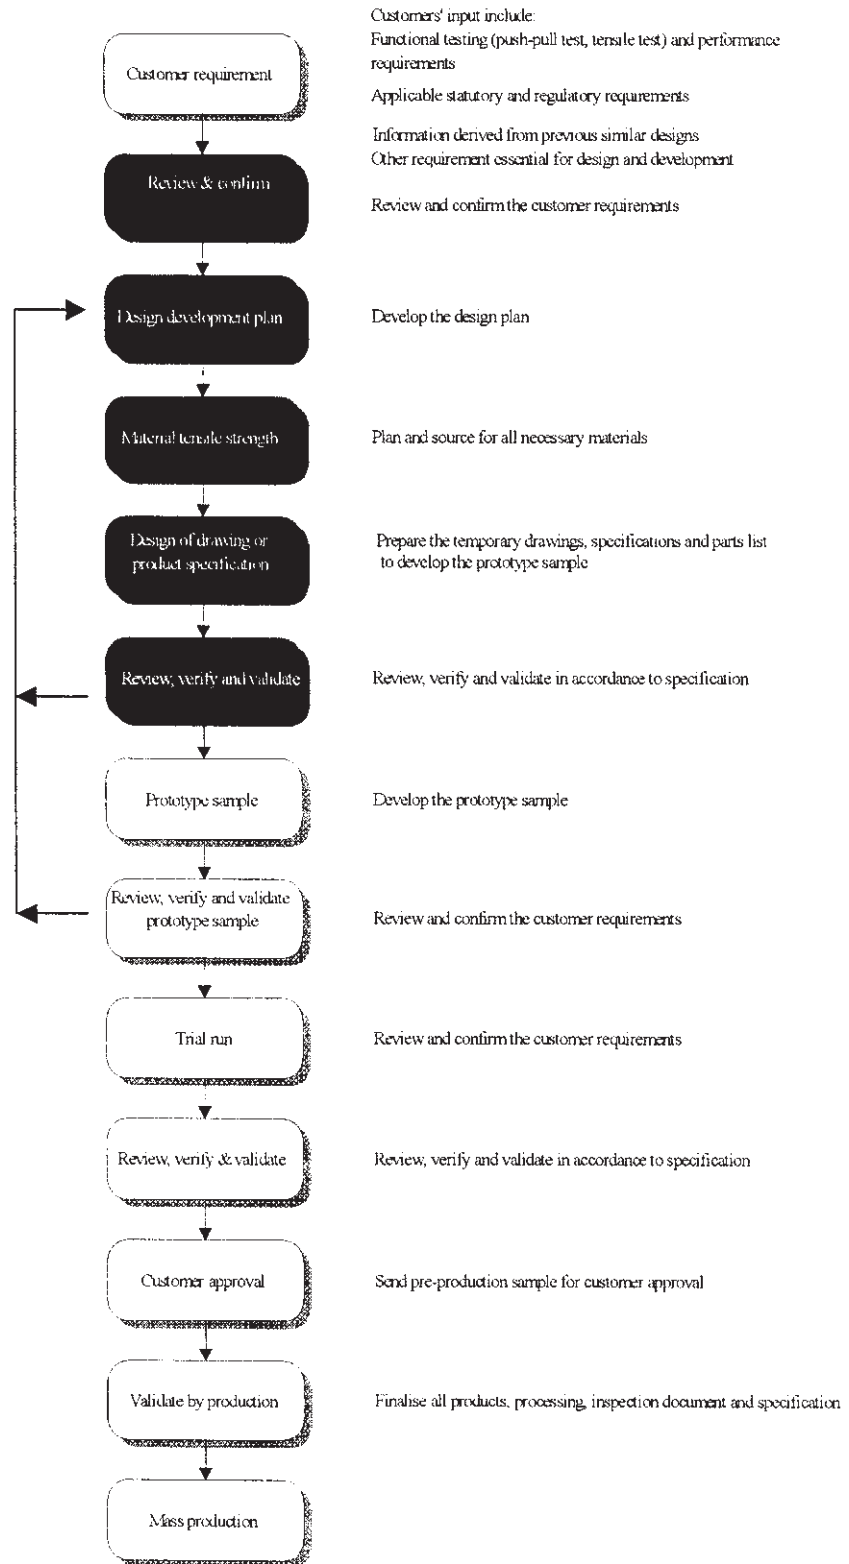 Customers' input include:
Functional testing (push-pull test, tensile test) and performance
requirements
Customer requirement
Applicable statutory and regulatory requirements
Information derived from previous similar designs
Other requirement essential for design and development
Review & confirm
Review and confirm the customer requirements
Design development plan
Develop the design plan
Material tensile strength
Plan and source for all necessary materials
Design of drawing or
product specification
Prepare the temporary drawings, specifications and parts list
to develop the prototype sample
Review, verify and validate
Review, verify and validate in accordance to specification
Prototype sample
Develop the prototype sample
Review, verify and validate
prototype sample
Review and confirm the customer requirements
Trial run
Review and confirm the customer requirements
Review, verify & validate
Review, verify and validate in accordance to specification
Customer approval
Send pre-production sample for customer approval
Validate by production
Finalise all products, processing, inspection document and specification
Mass production